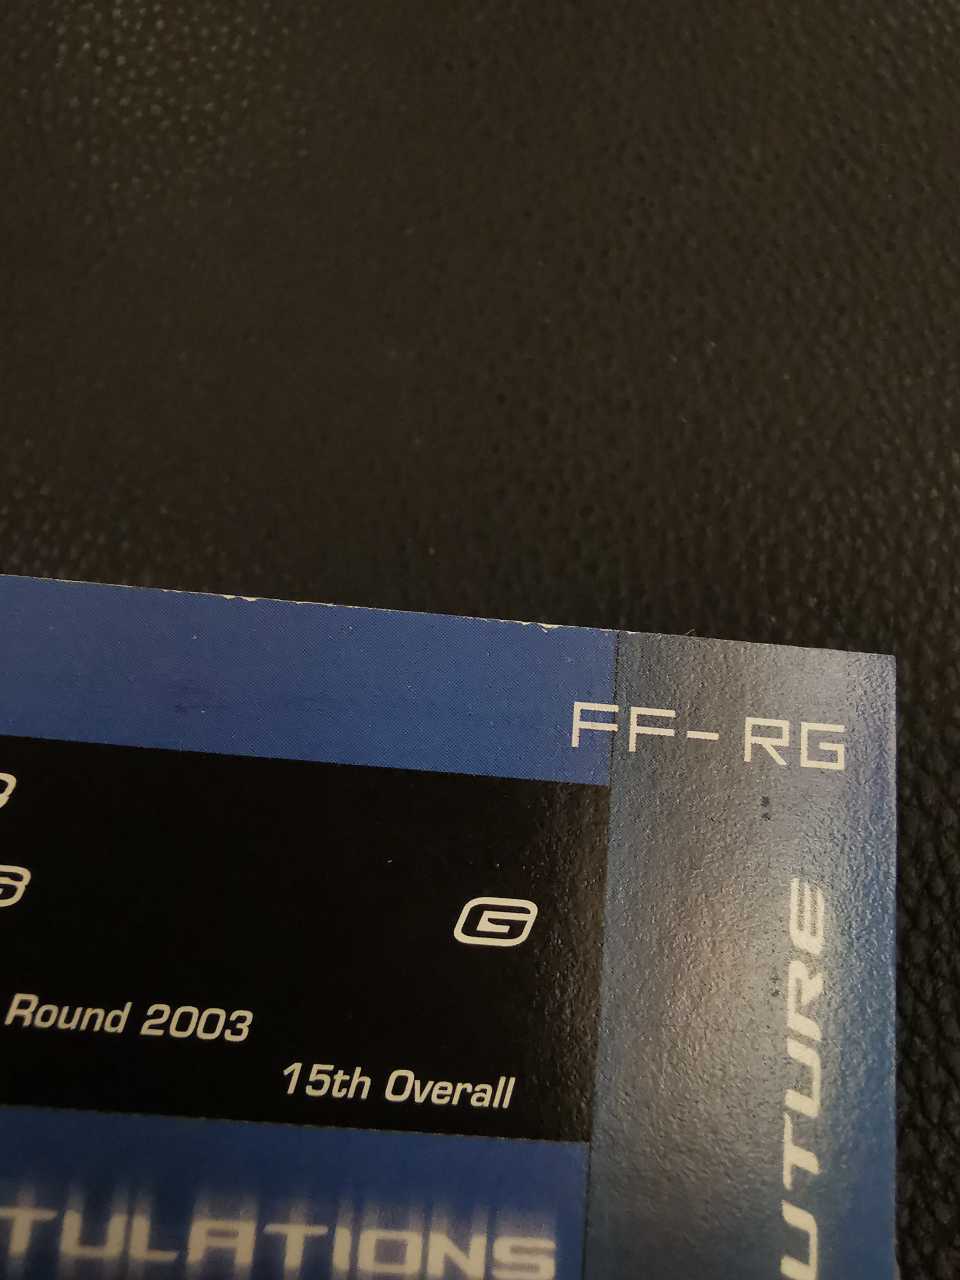 FF-RG
G
Round 2003
15th Overall
TULATIONS
UTURE